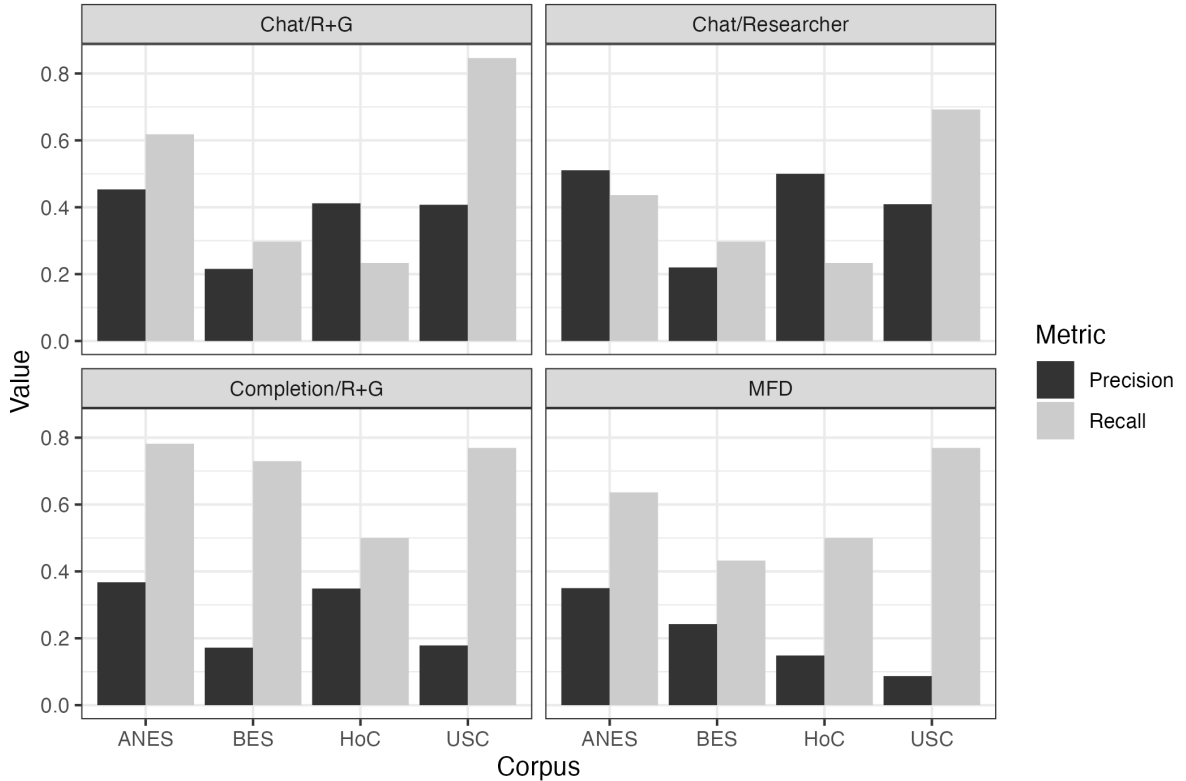 Chat/R+G
Chat/Researcher
0.8
0.6
0.4
0.2
0.0
Completion/R+G
MFD
0.8
0.6
0.4
0.2
0.0
Value
ANES BES HoC USC
ANES BES HoC USC
Corpus
Metric
Precision
Recall